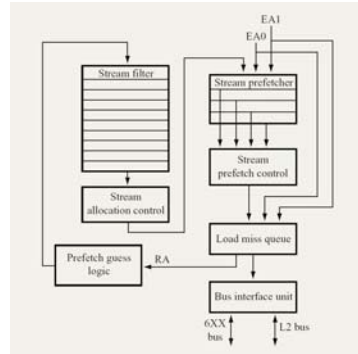 EA1
EA0
Stream filter
Stream prefetcher
Stream
prefetch control
Stream
allocation control
Load miss queue
Prefetch guess
logic
RA
Bus interface unit
6XX
bus
L2 bus